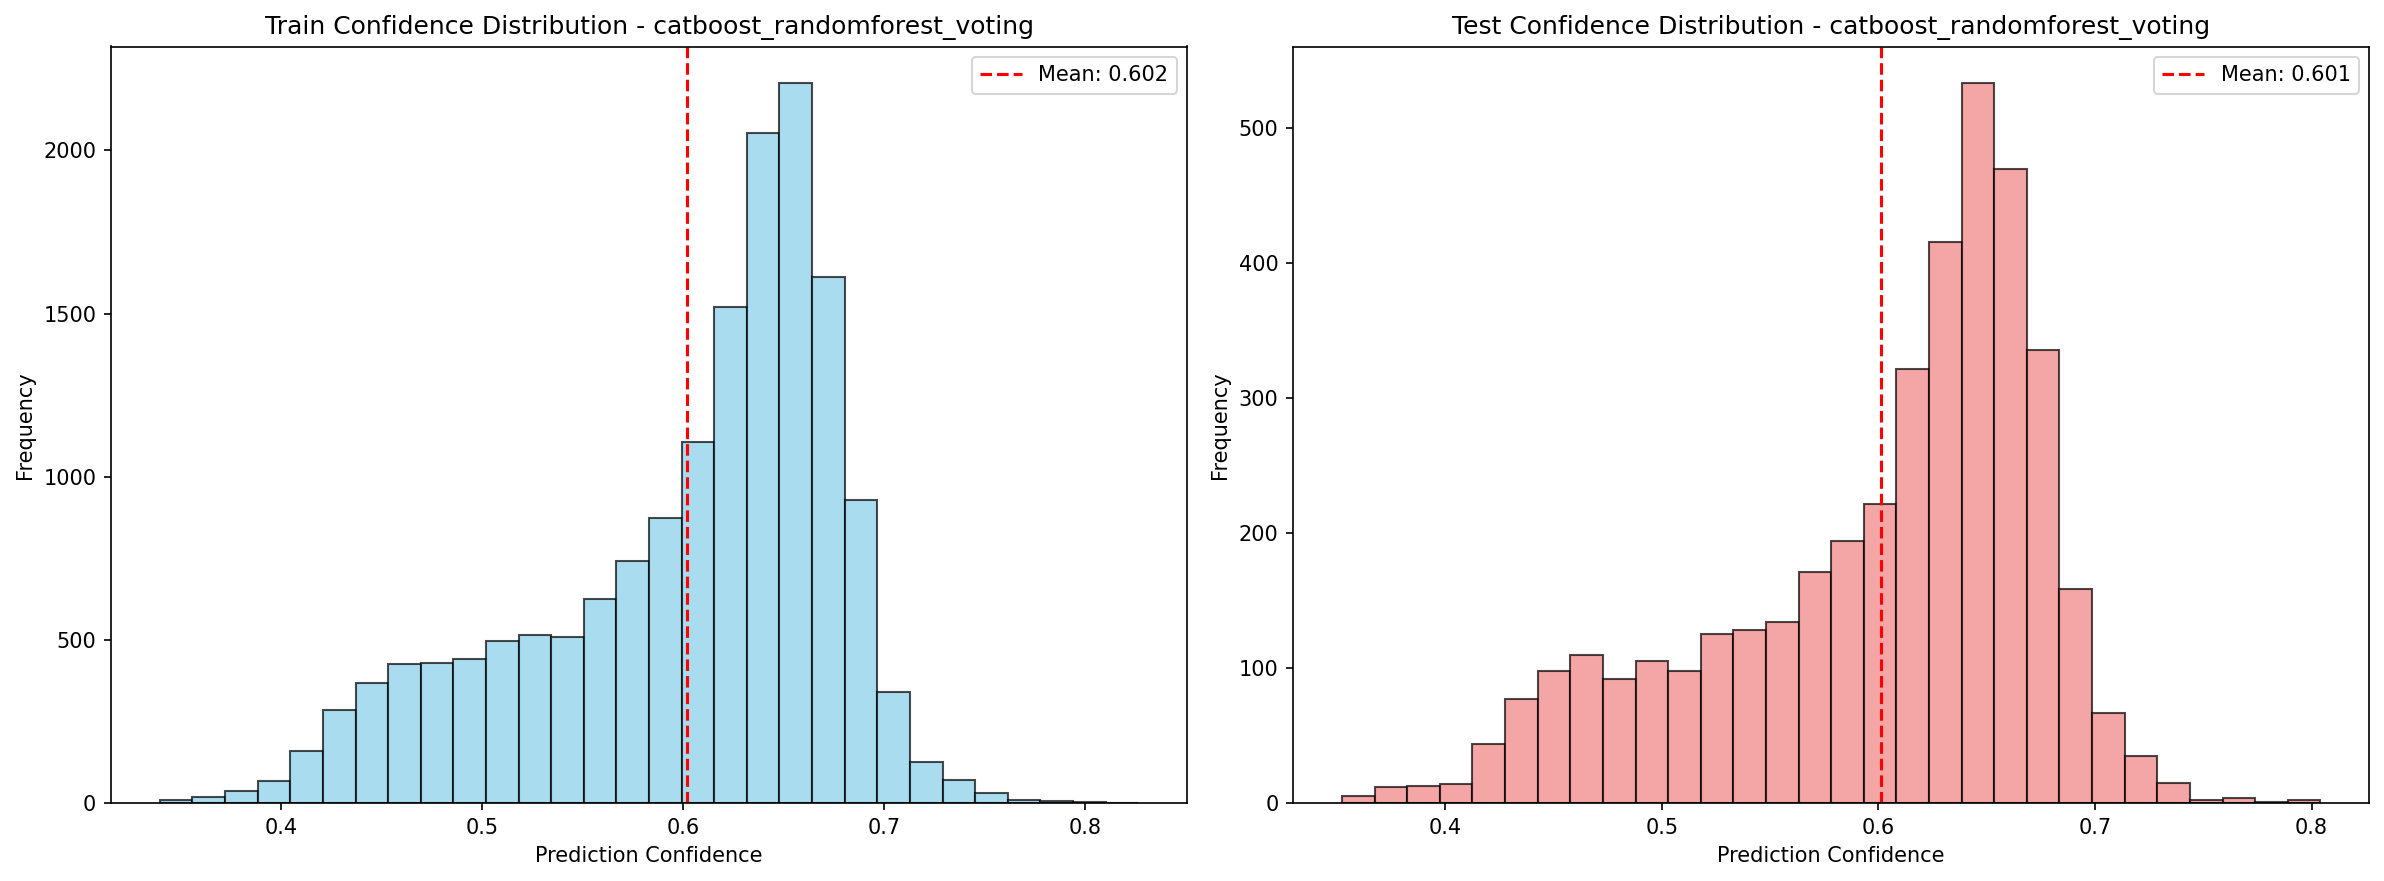 Train Confidence Distribution - catboost_randomforest_voting
Mean: 0.602
Frequency
2000
1500
1000
500
0
0.4 0.5 0.6 0.7 0.8
Prediction Confidence
Test Confidence Distribution - catboost_randomforest_voting
Mean: 0.601
Frequency
500
400
300
200
100
0
0.4 0.5 0.6 0.7 0.8
Prediction Confidence